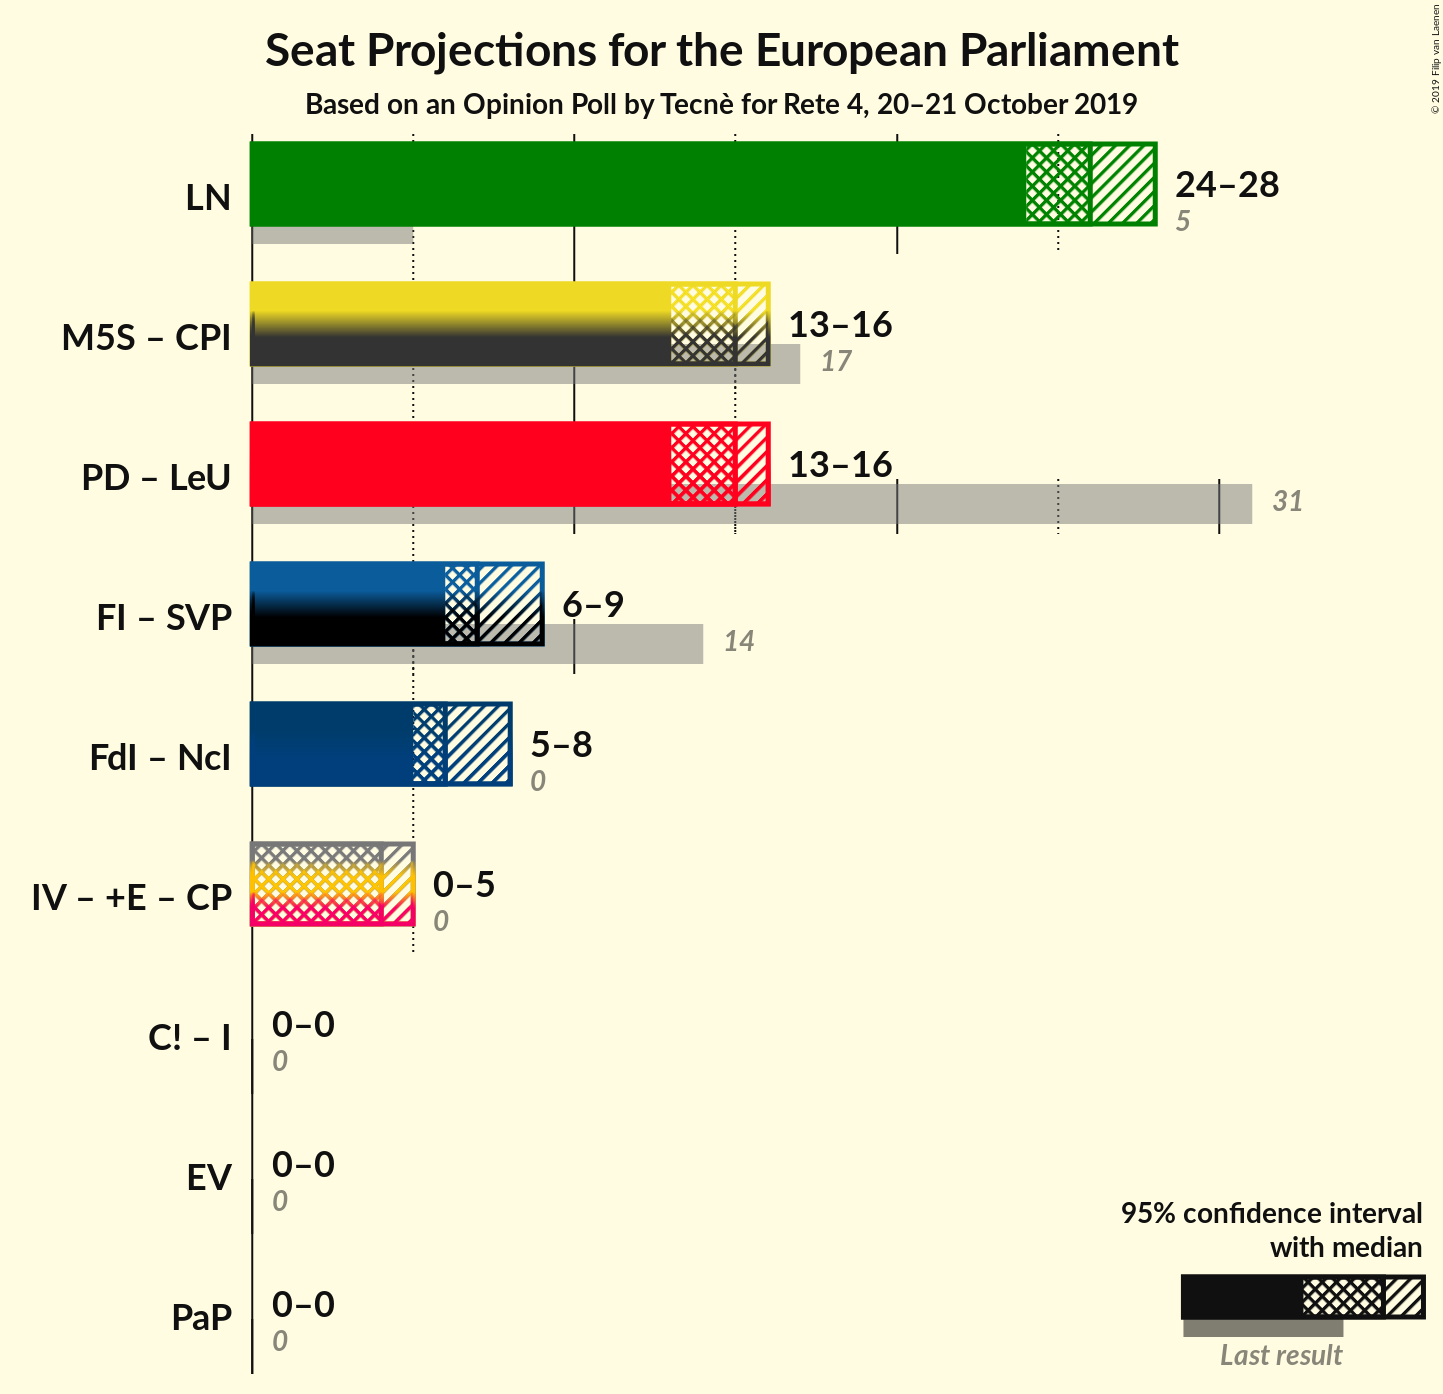 Seat Projections for the European Parliament
Based on an Opinion Poll by Tecnè for Rete 4, 20–21 October 2019
© 2019 Filip van Laenen
LN
24–28
5
M5S – CPI
13–16
17
PD – LeU
13–16
31
FI – SVP
6–9
14
FdI – NcI
5–8
0
IV – +E – CP
0–5
0
C! – I
0–0
0
EV
0–0
0
PaP
0–0
0
95% confidence interval
with median
Last result